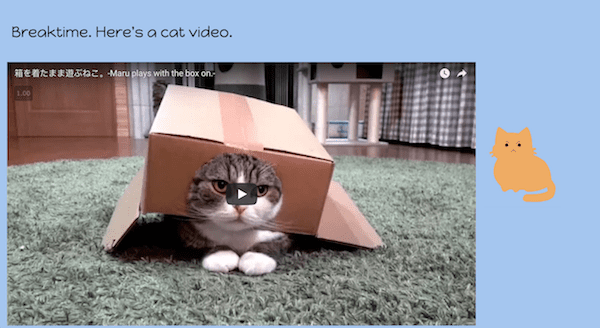 Breaktime. Here's a cat video.
箱を着たまま遊ぶねこ。-Maru plays with the box on.-
1.00